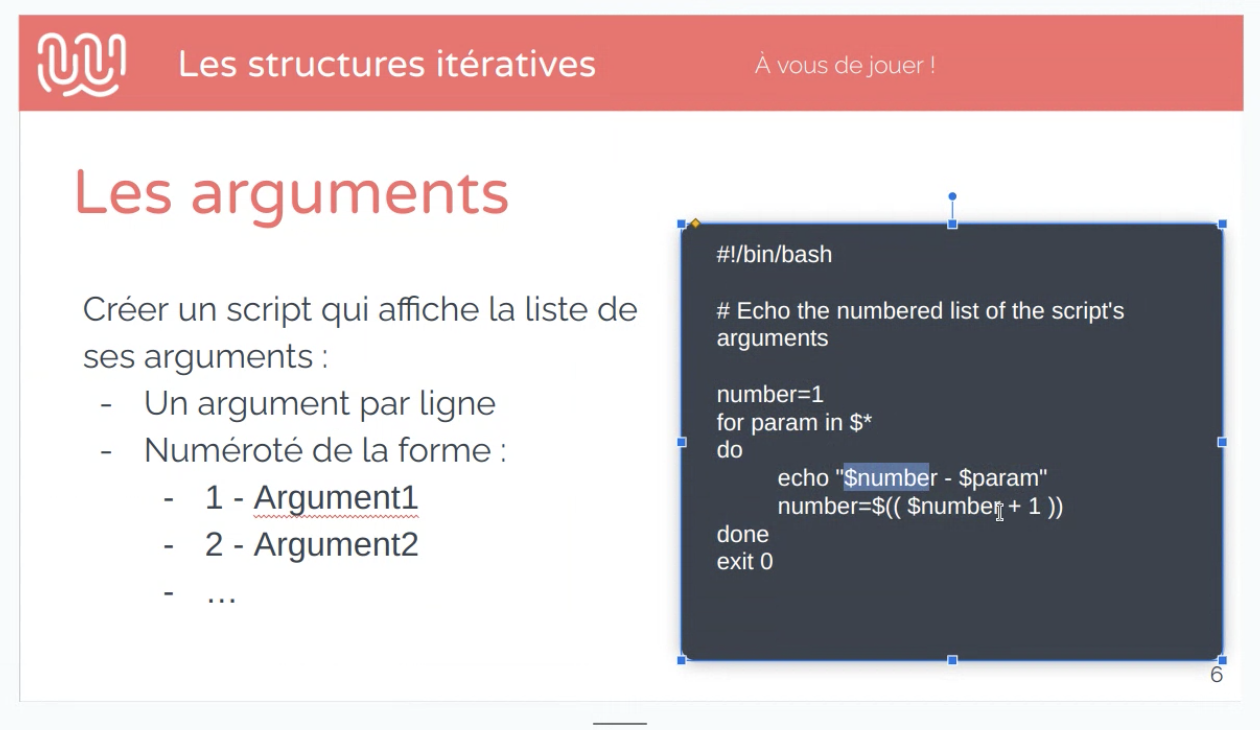 Les structures itératives
À vous de jouer !
Les arguments
Créer un script qui affiche la liste de
ses arguments :
- Un argument par ligne
- Numéroté de la forme :
- 1 - Argument1
- 2 - Argument2
- …
#!/bin/bash
# Echo the numbered list of the script's
arguments
number=1
for param in $*
do
echo "$number - $param"
number=$(( $number + 1 ))
done
exit 0
6